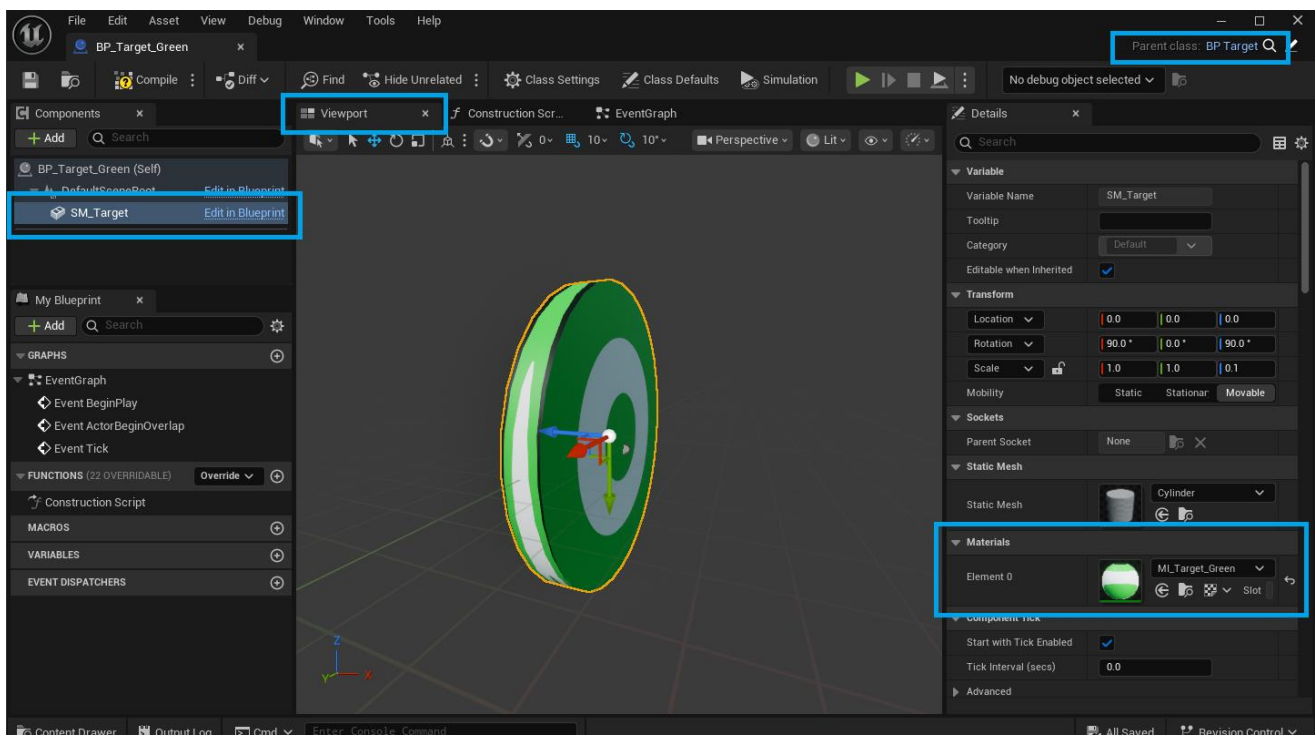 File Edit Asset View Debug Window Tools Help
BP_Target_Green
Parent class: BP Target
Compile Diff Find Hide Unrelated Class Settings Class Defaults Simulation No debug object selected
Components
Add Search
BP_Target_Green (Self)
DefaultSceneRoot Edit in Blueprint
SM_Target Edit in Blueprint
My Blueprint
Add Search
GRAPHS
EventGraph
Event BeginPlay
Event ActorBeginOverlap
Event Tick
FUNCTIONS (22 OVERRIDABLE) Override
Construction Script
MACROS
VARIABLES
EVENT DISPATCHERS
Viewport Construction Scr... EventGraph
0 10 10° Perspective Lit
Z
Y X
Details
Search
Variable
Variable Name SM_Target
Tooltip
Category Default
Editable when Inherited
Transform
Location 0.0 0.0 0.0
Rotation 90.0° 0.0° 90.0°
Scale 1.0 1.0 0.1
Mobility Static Stationar Movable
Sockets
Parent Socket None
Static Mesh
Static Mesh Cylinder
Materials
Element 0 MI_Target_Green
Slot
Component Tick
Start with Tick Enabled
Tick Interval (secs) 0.0
Advanced
Content Drawer Output Log Cmd Enter Console Command All Saved Revision Control